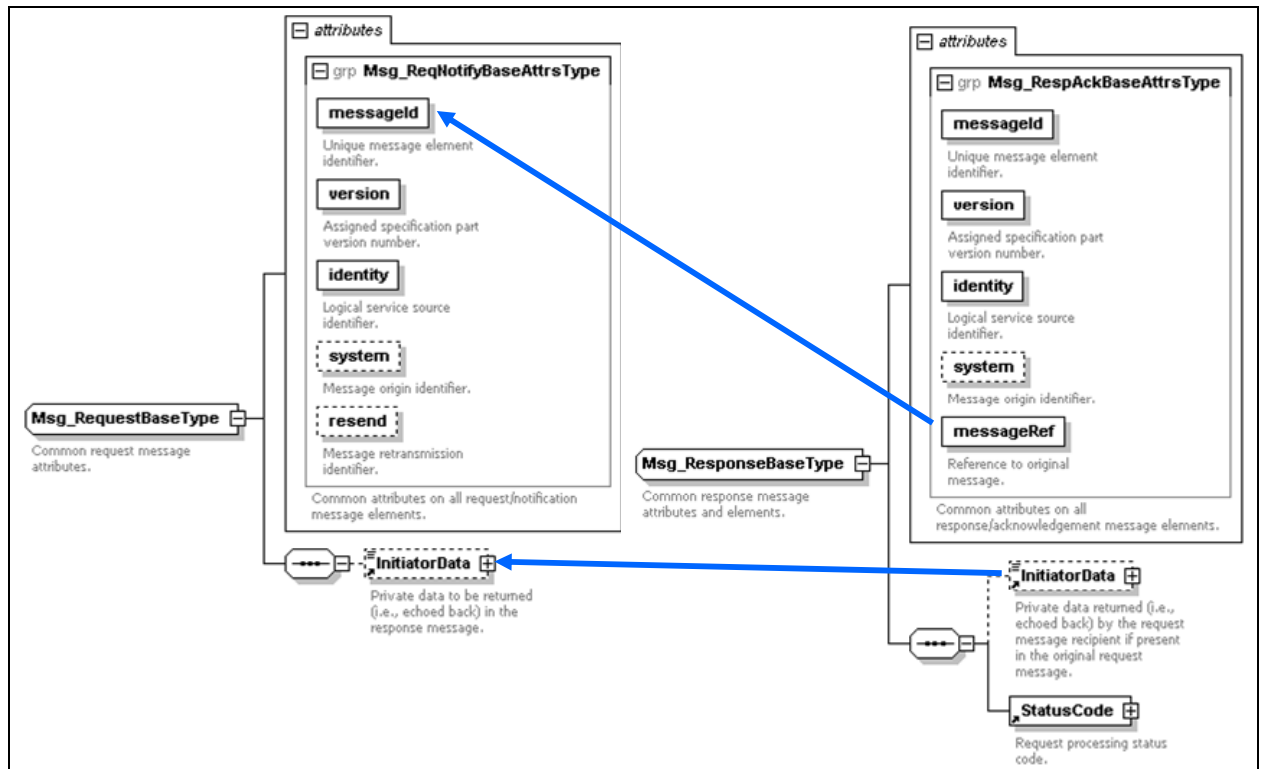 attributes
grp Msg_ReqNotifyBaseAttrsType
messageId
Unique message element
identifier.
version
Assigned specification part
version number.
identity
Logical service source
identifier.
system
Message origin identifier.
resend
Message retransmission
identifier.
Common attributes on all request/notification
message elements.
Msg_RequestBaseType
Common request message
attributes.
InitiatorData
Private data to be returned
(i.e., echoed back) in the
response message.
attributes
grp Msg_RespAckBaseAttrsType
messageId
Unique message element
identifier.
version
Assigned specification part
version number.
identity
Logical service source
identifier.
system
Message origin identifier.
messageRef
Reference to original
message.
Common attributes on all
response/acknowledgement message elements.
Msg_ResponseBaseType
Common response message
attributes and elements.
InitiatorData
Private data returned (i.e.,
echoed back) by the request
message recipient if present
in the original request
message.
StatusCode
Request processing status
code.